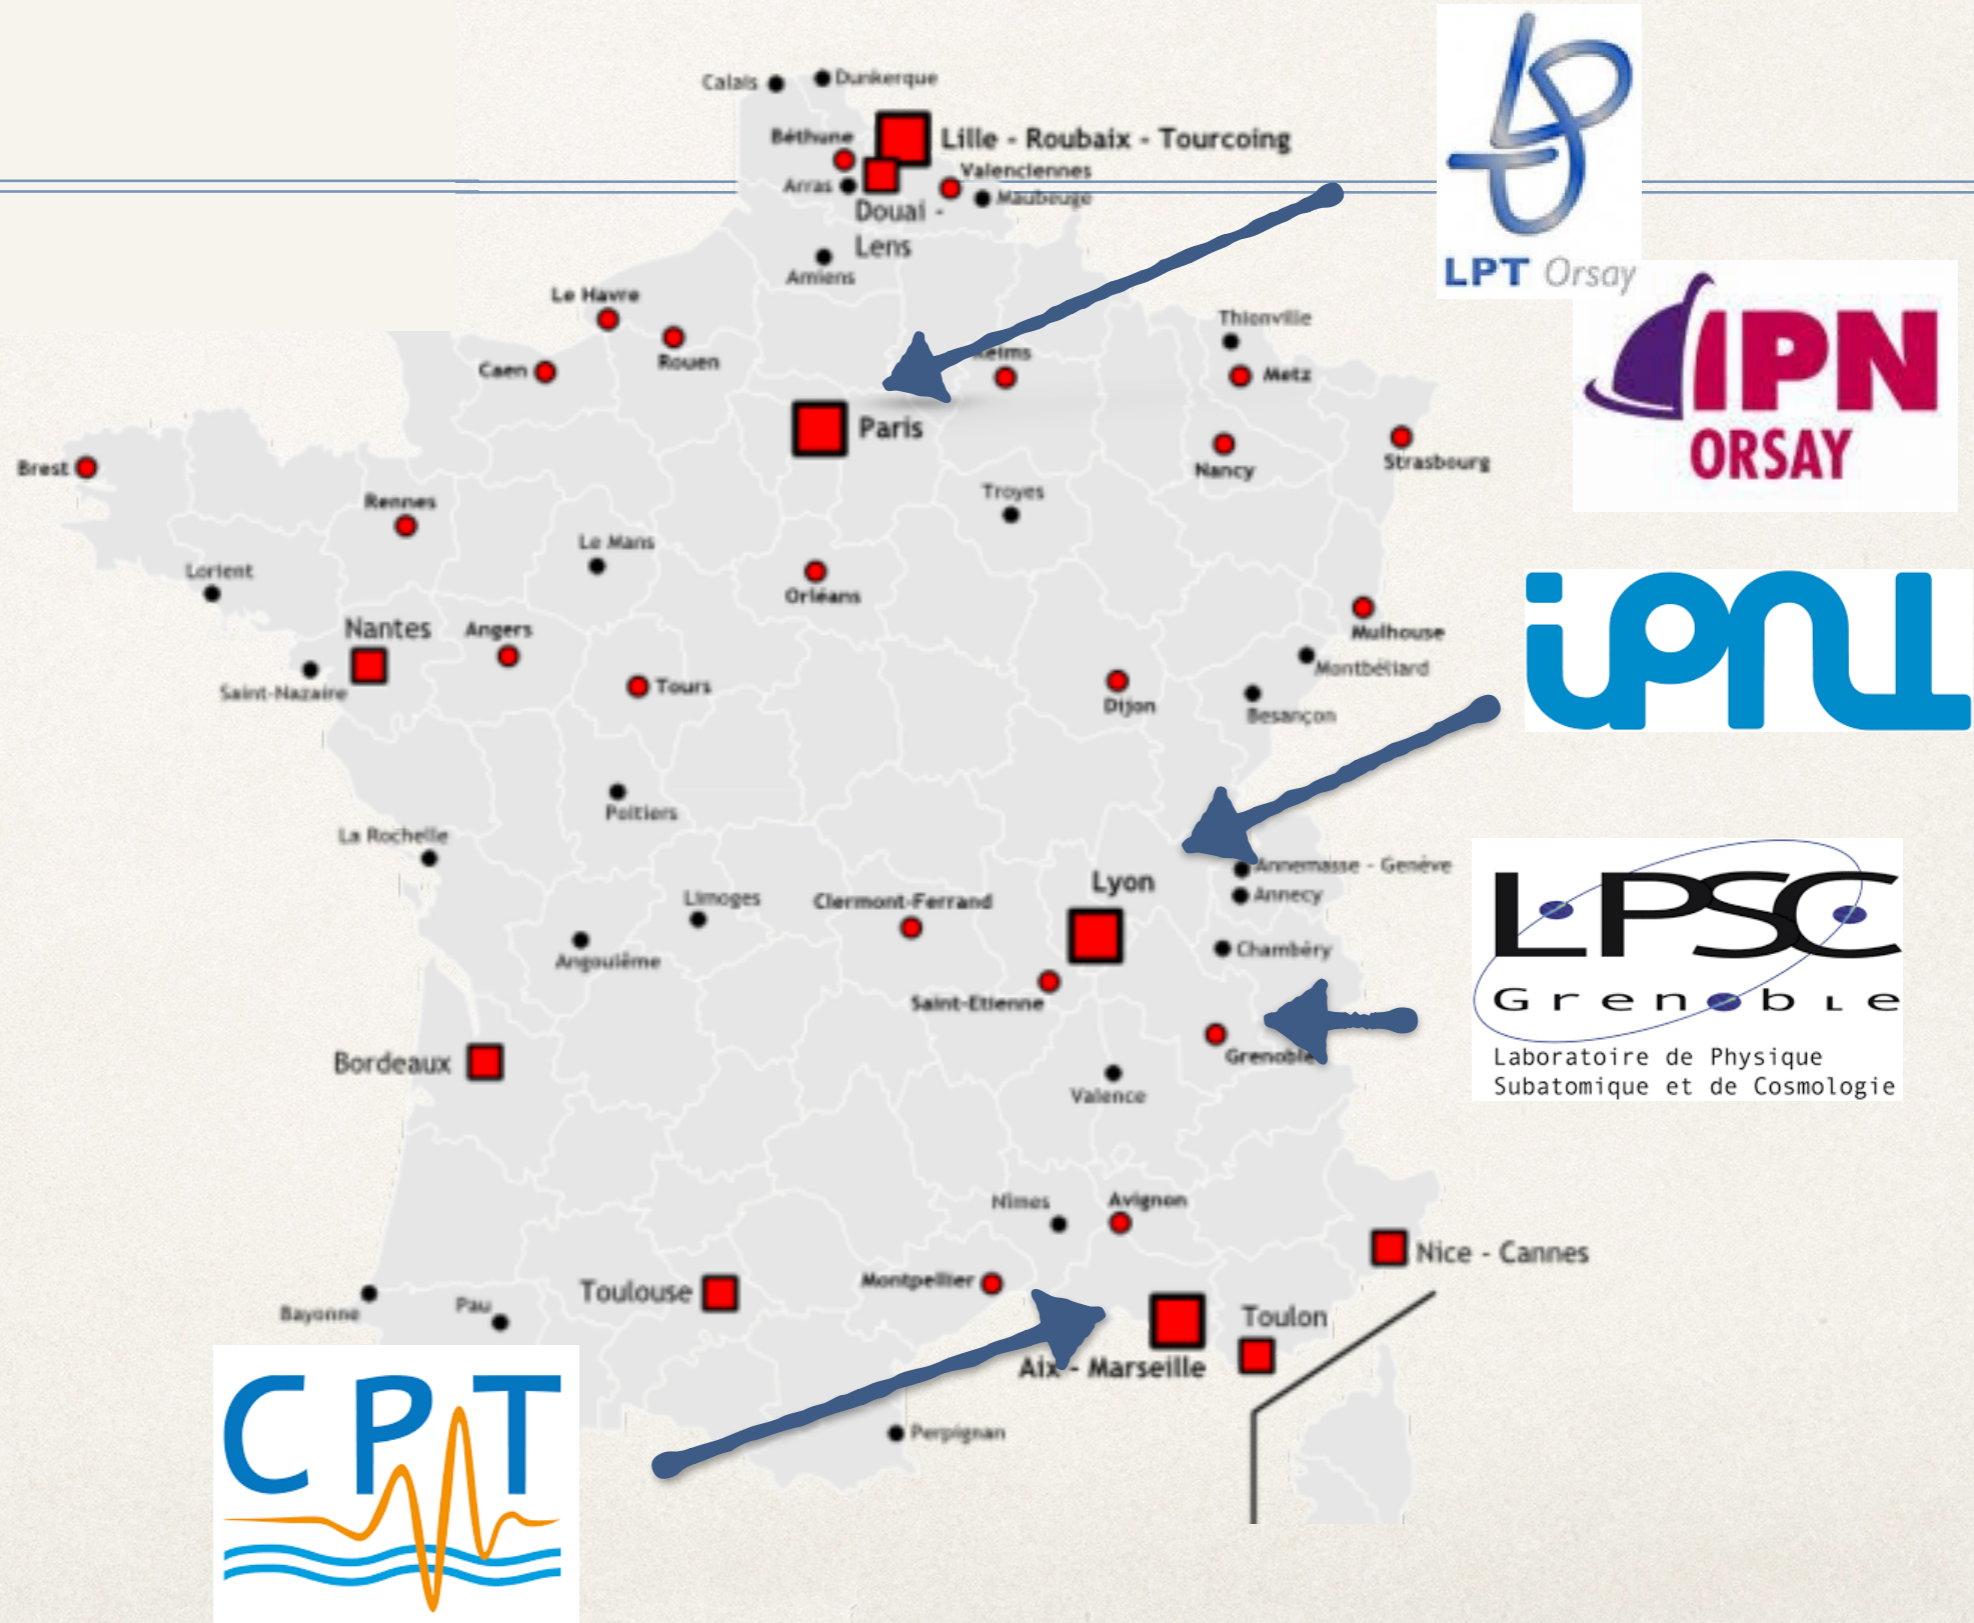 Calais
Dunkerque
Béthune
Lille - Roubaix - Tourcoing
Valenciennes
Arras
Maubeuge
Douai -
Lens
Amiens
LPT Orsay
IPN
ORSAY
Le Havre
Rouen
Caen
Reims
Thionville
Metz
Paris
Nancy
Strasbourg
Brest
Rennes
Troyes
Le Mans
Lorient
Orléans
Nantes
Angers
Mulhouse
Montbéliard
Saint-Nazaire
Tours
Dijon
Besançon
ipnl
Poitiers
La Rochelle
Annemasse - Genève
Lyon
Annecy
Limoges
Clermont-Ferrand
Angoulême
Chambéry
Saint-Etienne
LPSC
Grenoble
Laboratoire de Physique
Subatomique et de Cosmologie
Grenoble
Bordeaux
Valence
Nîmes
Avignon
Nice - Cannes
Toulouse
Montpellier
Bayonne
Pau
Toulon
Aix - Marseille
Perpignan
CPT